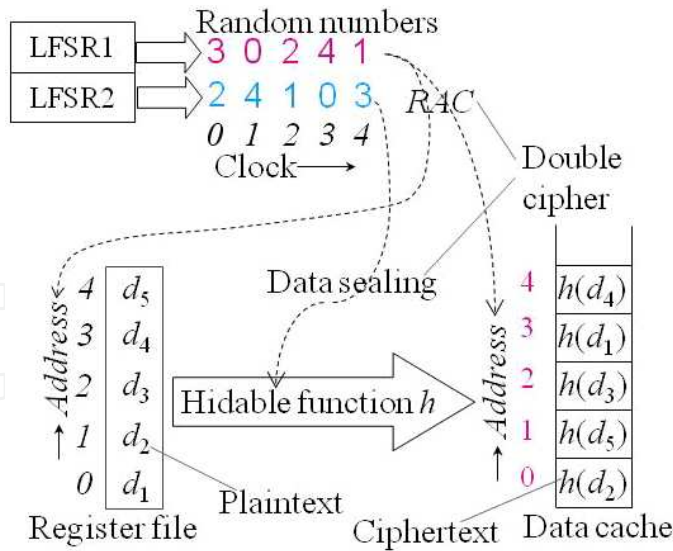 Random numbers
LFSR1
3 0 2 4 1
LFSR2
2 4 1 0 3
RAC
0 1 2 3 4
Clock
Double
cipher
Data sealing
Address
4 d₅
3 d₄
2 d₃
1 d₂
0 d₁
Register file
Plaintext
Hidable function h
Address
4 h(d₄)
3 h(d₁)
2 h(d₃)
1 h(d₅)
0 h(d₂)
Ciphertext
Data cache